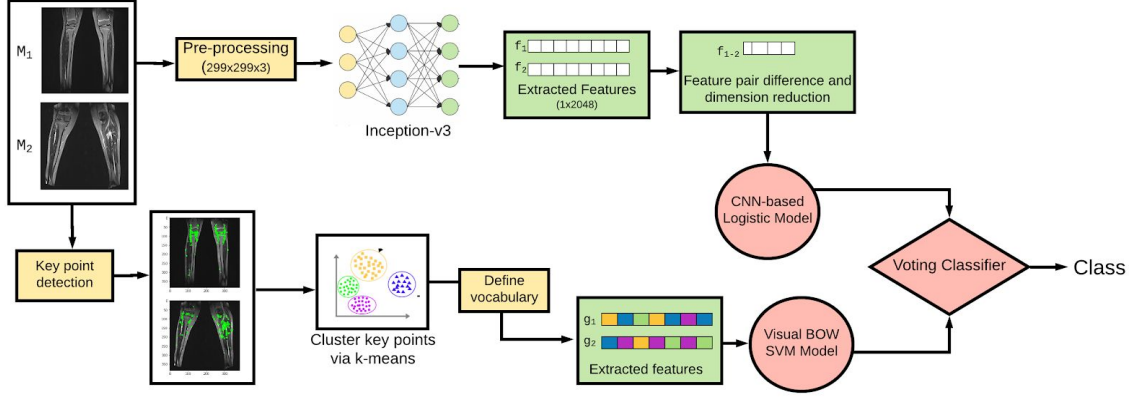 M1
M2
Pre-processing
(299x299x3)
Inception-v3
f1
f2
Extracted Features
(1x2048)
f1-2
Feature pair difference and
dimension reduction
CNN-based
Logistic Model
Voting Classifier
Class
Key point
detection
Cluster key points
via k-means
Define
vocabulary
g1
g2
Extracted features
Visual BOW
SVM Model